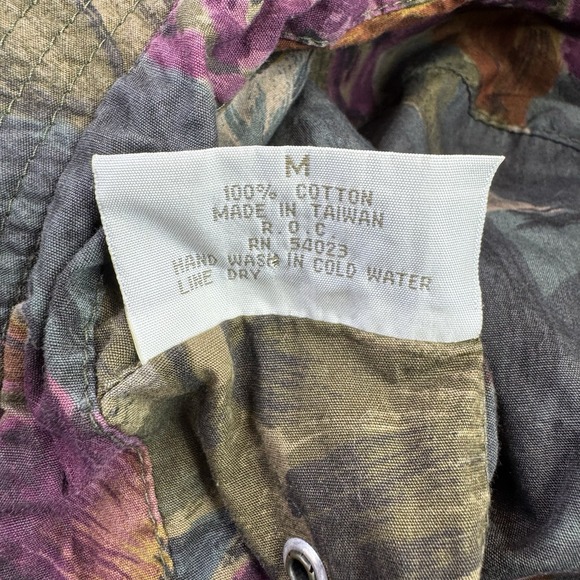 M
100% COTTON
MADE IN TAIWAN
R.O.C.
RN 54023
HAND WASH IN COLD WATER
LINE DRY